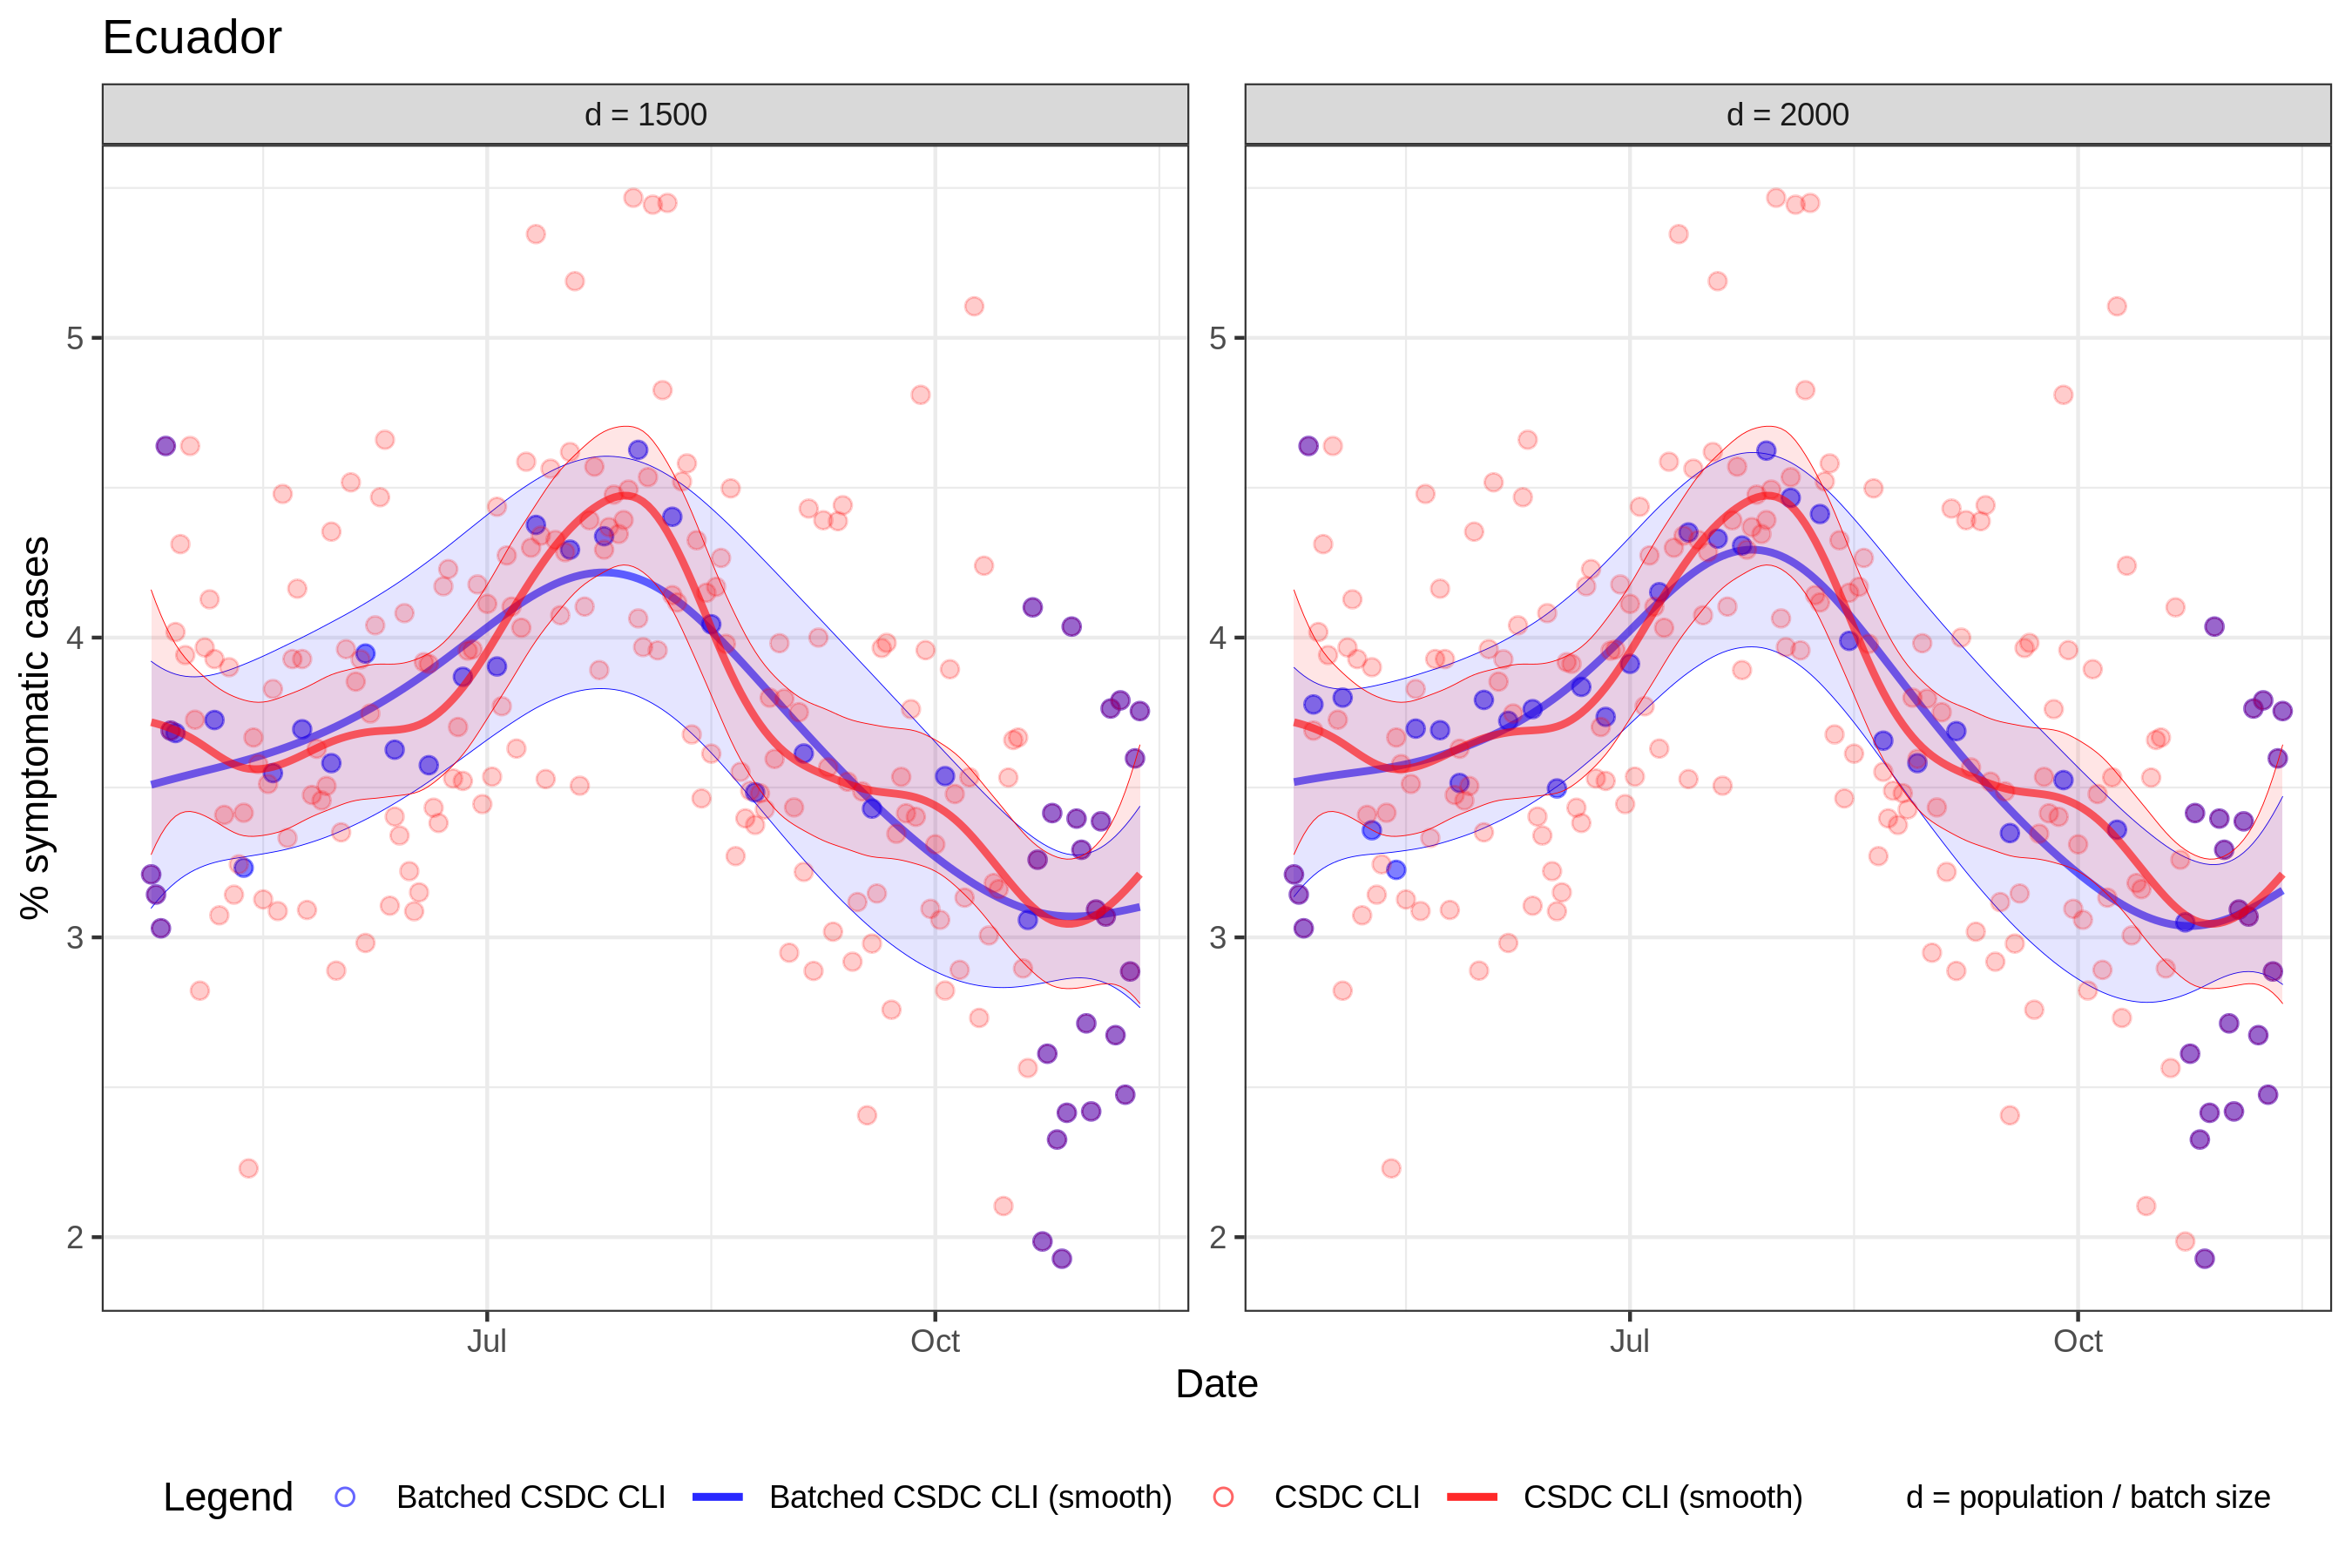 Ecuador
d = 1500
d = 2000
% symptomatic cases
5
4
3
2
5
4
3
2
Jul
Oct
Jul
Oct
Date
Legend
Batched CSDC CLI
Batched CSDC CLI (smooth)
CSDC CLI
CSDC CLI (smooth)
d = population / batch size